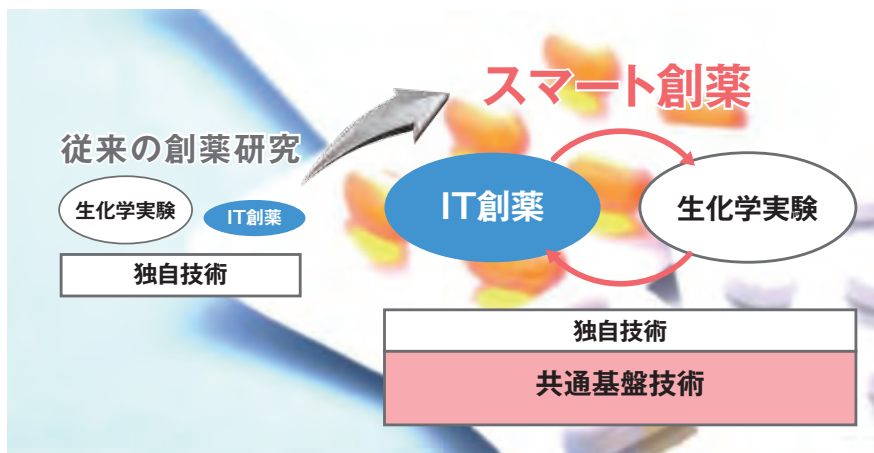 スマート創薬
従来の創薬研究
生化学実験
IT創薬
独自技術
IT創薬
生化学実験
独自技術
共通基盤技術